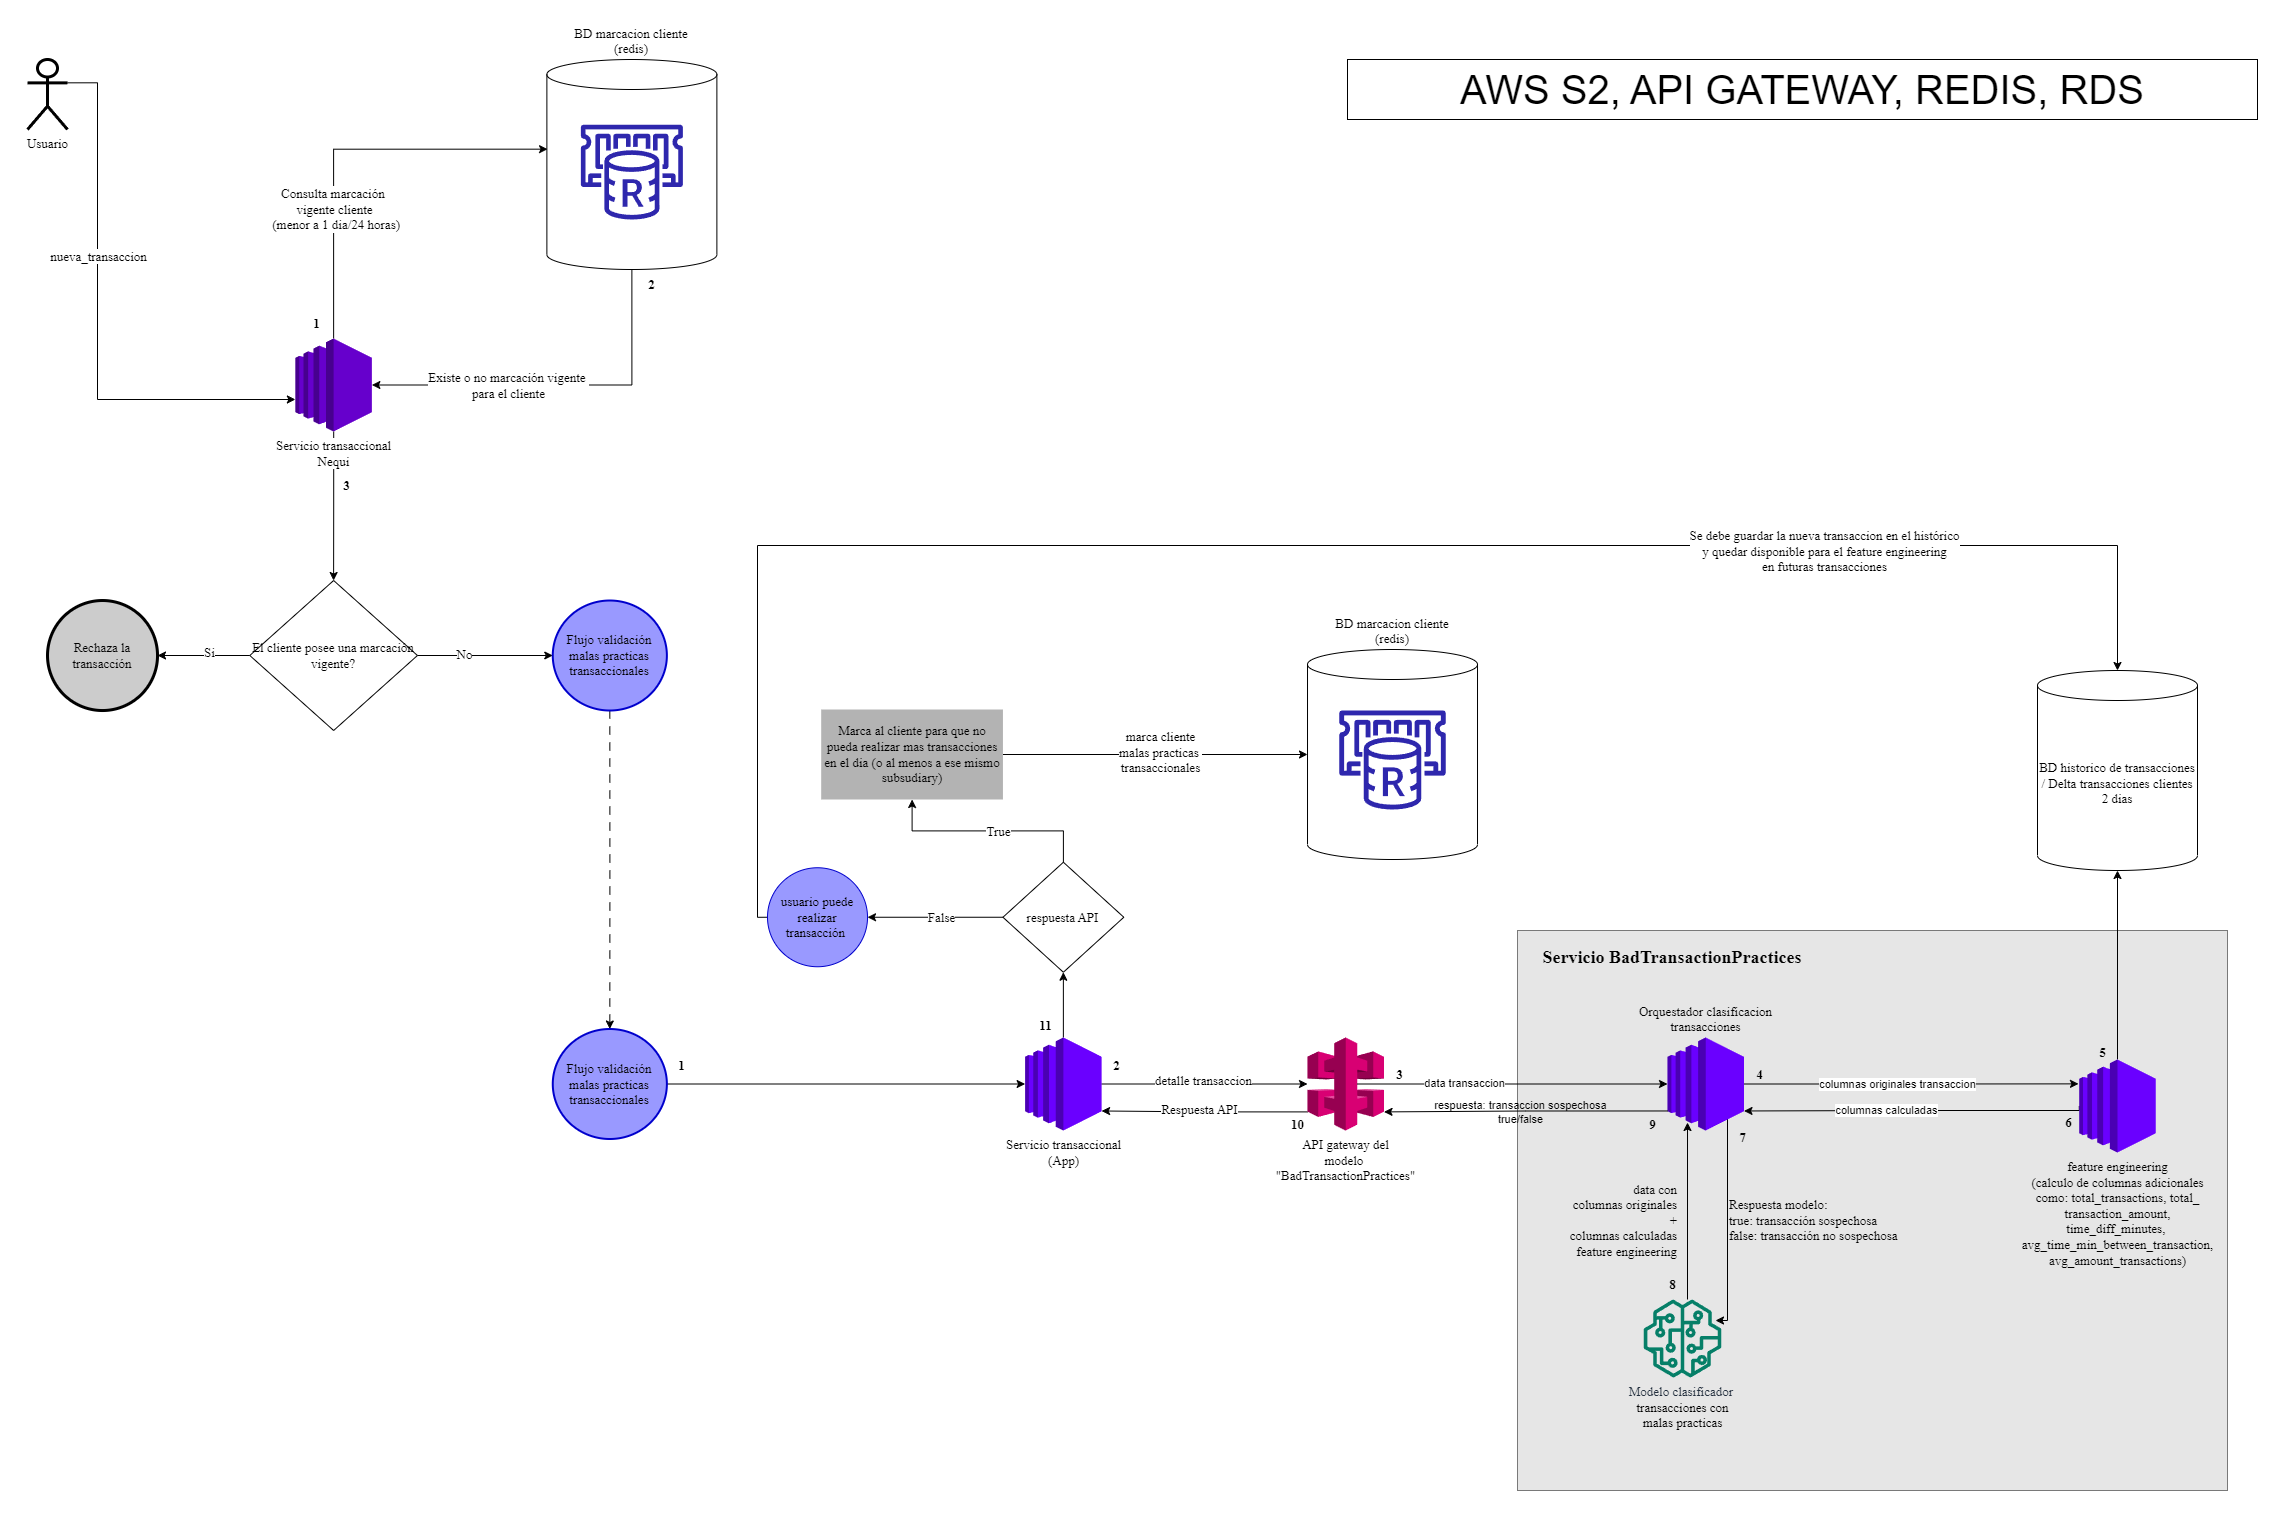 BD marcacion cliente
(redis)
AWS S2, API GATEWAY, REDIS, RDS
Usuario
R
Consulta marcación
vigente cliente
(menor a 1 día/24 horas)
nueva_transaccion
2
1
Existe o no marcación vigente
para el cliente
Servicio transaccional
Nequi
3
Se debe guardar la nueva transaccion en el histórico
y quedar disponible para el feature engineering
en futuras transacciones
Rechaza la
transacción
Si
El cliente posee una marcación
vigente?
No
Flujo validación
malas practicas
transaccionales
BD marcacion cliente
(redis)
R
Marca al cliente para que no
pueda realizar mas transacciones
en el dia (o al menos a ese mismo
subsudiary)
marca cliente
malas practicas
transaccionales
BD historico de transacciones
/ Delta transacciones clientes
2 dias
True
usuario puede
realizar
transacción
False
respuesta API
Servicio BadTransactionPractices
Orquestador clasificacion
transacciones
Flujo validación
malas practicas
transaccionales
1
11
2
detalle transaccion
3
data transaccion
4
columnas originales transaccion
5
Respuesta API
10
respuesta: transaccion sospechosa
true/false
9
columnas calculadas
6
7
Servicio transaccional
(App)
API gateway del
modelo
"BadTransactionPractices"
feature engineering
(calculo de columnas adicionales
como: total_transactions, total_
transaction_amount,
time_diff_minutes,
avg_time_min_between_transaction,
avg_amount_transactions)
data con
columnas originales
+
columnas calculadas
feature engineering
Respuesta modelo:
true: transacción sospechosa
false: transacción no sospechosa
8
Modelo clasificador
transacciones con
malas practicas